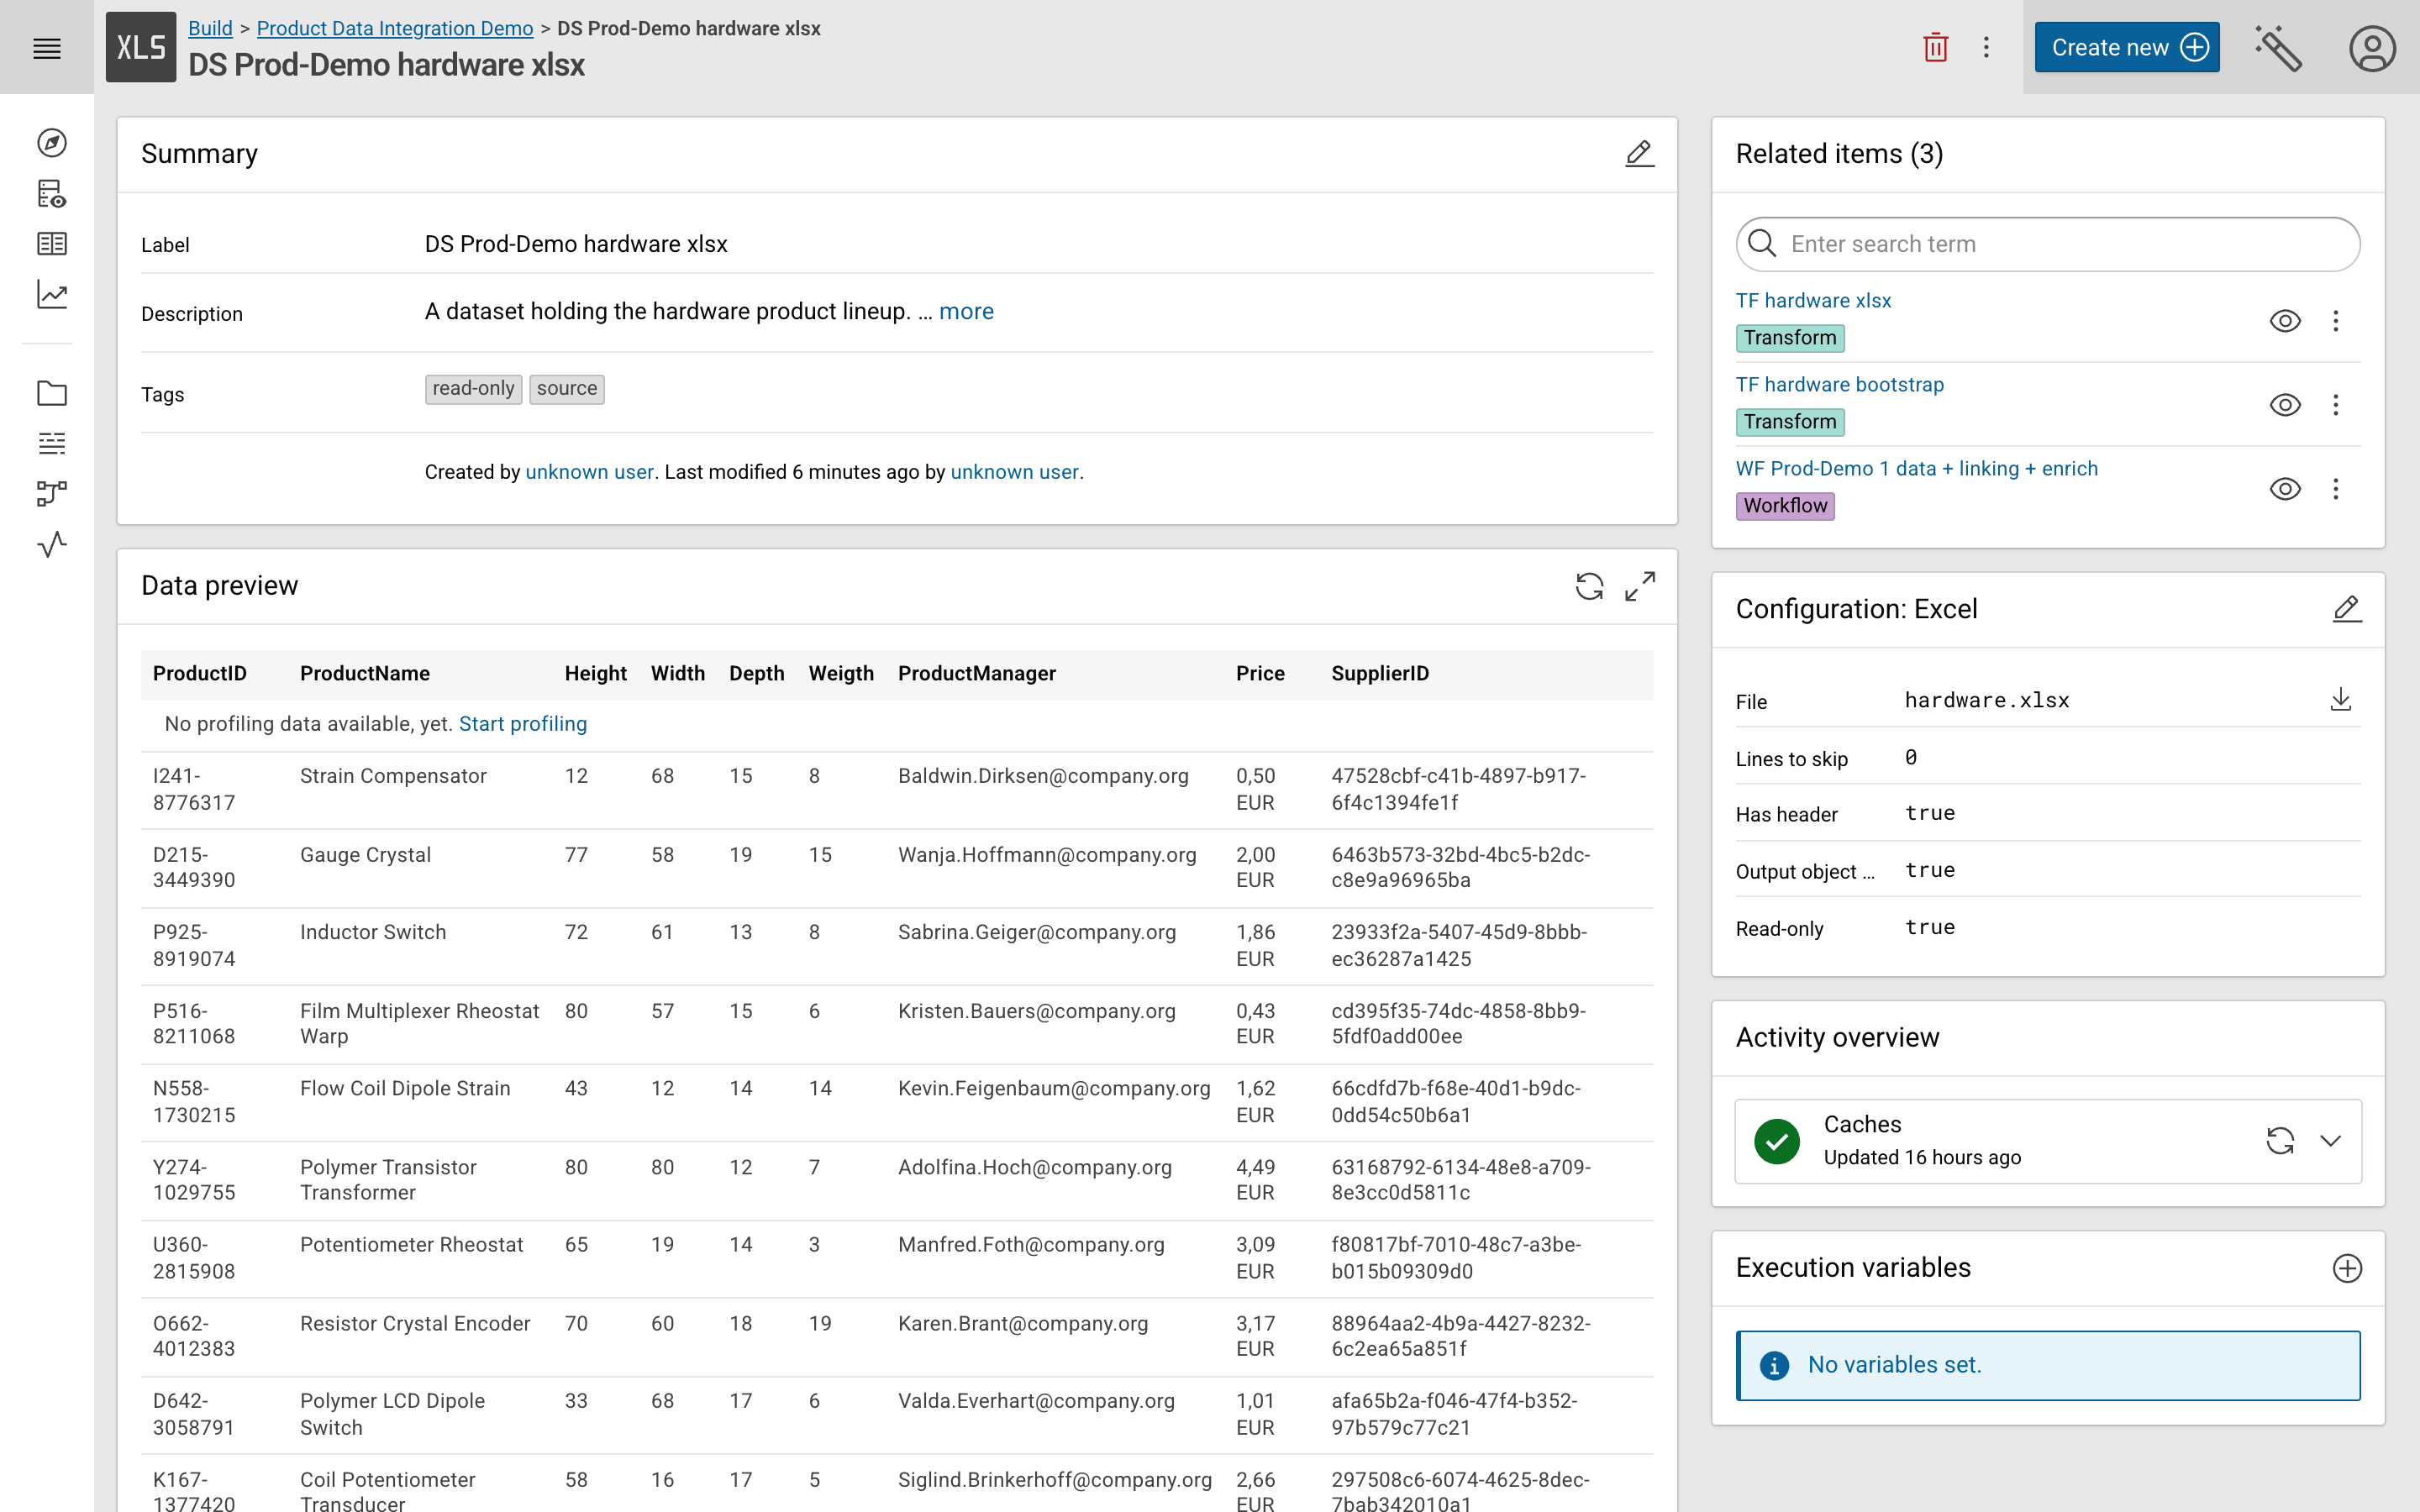 XLS
Build > Product Data Integration Demo > DS Prod-Demo hardware xlsx
DS Prod-Demo hardware xlsx
Create new
Summary
Label DS Prod-Demo hardware xlsx
Description A dataset holding the hardware product lineup. ... more
Tags read-only source
Created by unknown user. Last modified 6 minutes ago by unknown user.
Data preview
ProductID ProductName Height Width Depth Weigth ProductManager Price SupplierID
No profiling data available, yet. Start profiling
I241- Strain Compensator 12 68 15 8 Baldwin.Dirksen@company.org 0,50 47528cbf-c41b-4897-b917-
8776317 EUR 6f4c1394fe1f
D215- Gauge Crystal 77 58 19 15 Wanja.Hoffmann@company.org 2,00 6463b573-32bd-4bc5-b2dc-
3449390 EUR c8e9a96965ba
P925- Inductor Switch 72 61 13 8 Sabrina.Geiger@company.org 1,86 23933f2a-5407-45d9-8bbb-
8919074 EUR ec36287a1425
P516- Film Multiplexer Rheostat 80 57 15 6 Kristen.Bauers@company.org 0,43 cd395f35-74dc-4858-8bb9-
8211068 Warp EUR 5fdf0add00ee
N558- Flow Coil Dipole Strain 43 12 14 14 Kevin.Feigenbaum@company.org 1,62 66cdfd7b-f68e-40d1-b9dc-
1730215 EUR 0dd54c50b6a1
Y274- Polymer Transistor 80 80 12 7 Adolfina.Hoch@company.org 4,49 63168792-6134-48e8-a709-
1029755 Transformer EUR 8e3cc0d5811c
U360- Potentiometer Rheostat 65 19 14 3 Manfred.Foth@company.org 3,09 f80817bf-7010-48c7-a3be-
2815908 EUR b015b09309d0
O662- Resistor Crystal Encoder 70 60 18 19 Karen.Brant@company.org 3,17 88964aa2-4b9a-4427-8232-
4012383 EUR 6c2ea65a851f
D642- Polymer LCD Dipole 33 68 17 6 Valda.Everhart@company.org 1,01 afa65b2a-f046-47f4-b352-
3058791 Switch EUR 97b579c77c21
K167- Coil Potentiometer 58 16 17 5 Siglind.Brinkerhoff@company.org 2,66 297508c6-6074-4625-8dec-
1377420 Transducer EUR 7bab342010a1
Related items (3)
Enter search term
TF hardware xlsx
Transform
TF hardware bootstrap
Transform
WF Prod-Demo 1 data + linking + enrich
Workflow
Configuration: Excel
File hardware.xlsx
Lines to skip 0
Has header true
Output object ... true
Read-only true
Activity overview
Caches
Updated 16 hours ago
Execution variables
No variables set.